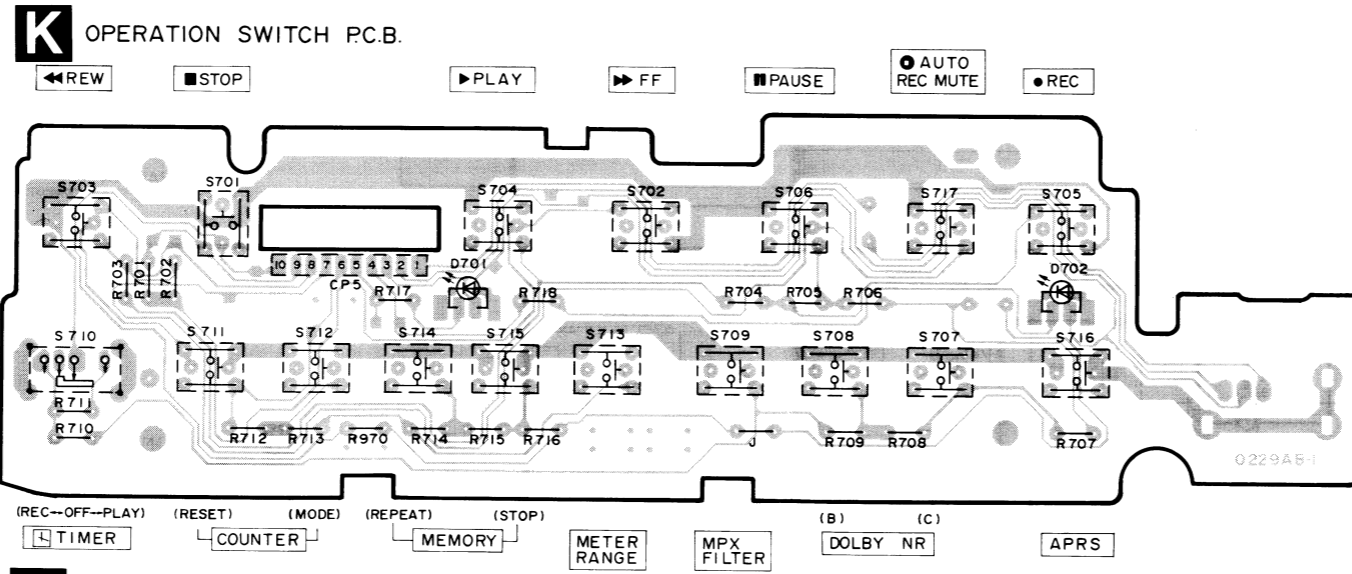 K OPERATION SWITCH P.C.B.
◀◀REW ■STOP ▶PLAY ▶▶FF ▮▮PAUSE AUTO ●REC
REC MUTE
S703 S701 S704 S702 S706 S717 S705
10 9 8 7 6 5 4 3 2 1
CP5
D701 D702
R703 R701 R702 R717 R718 R704 R705 R706
S710 S711 S712 S714 S715 S713 S709 S708 S707 S716
R711
R710 R712 R713 R970 R714 R715 R716 J R709 R708 R707
0229AB-1
(REC↔OFF↔PLAY) (RESET) (MODE) (REPEAT) (STOP) (B) (C)
TIMER COUNTER MEMORY METER MPX DOLBY NR APRS
RANGE FILTER